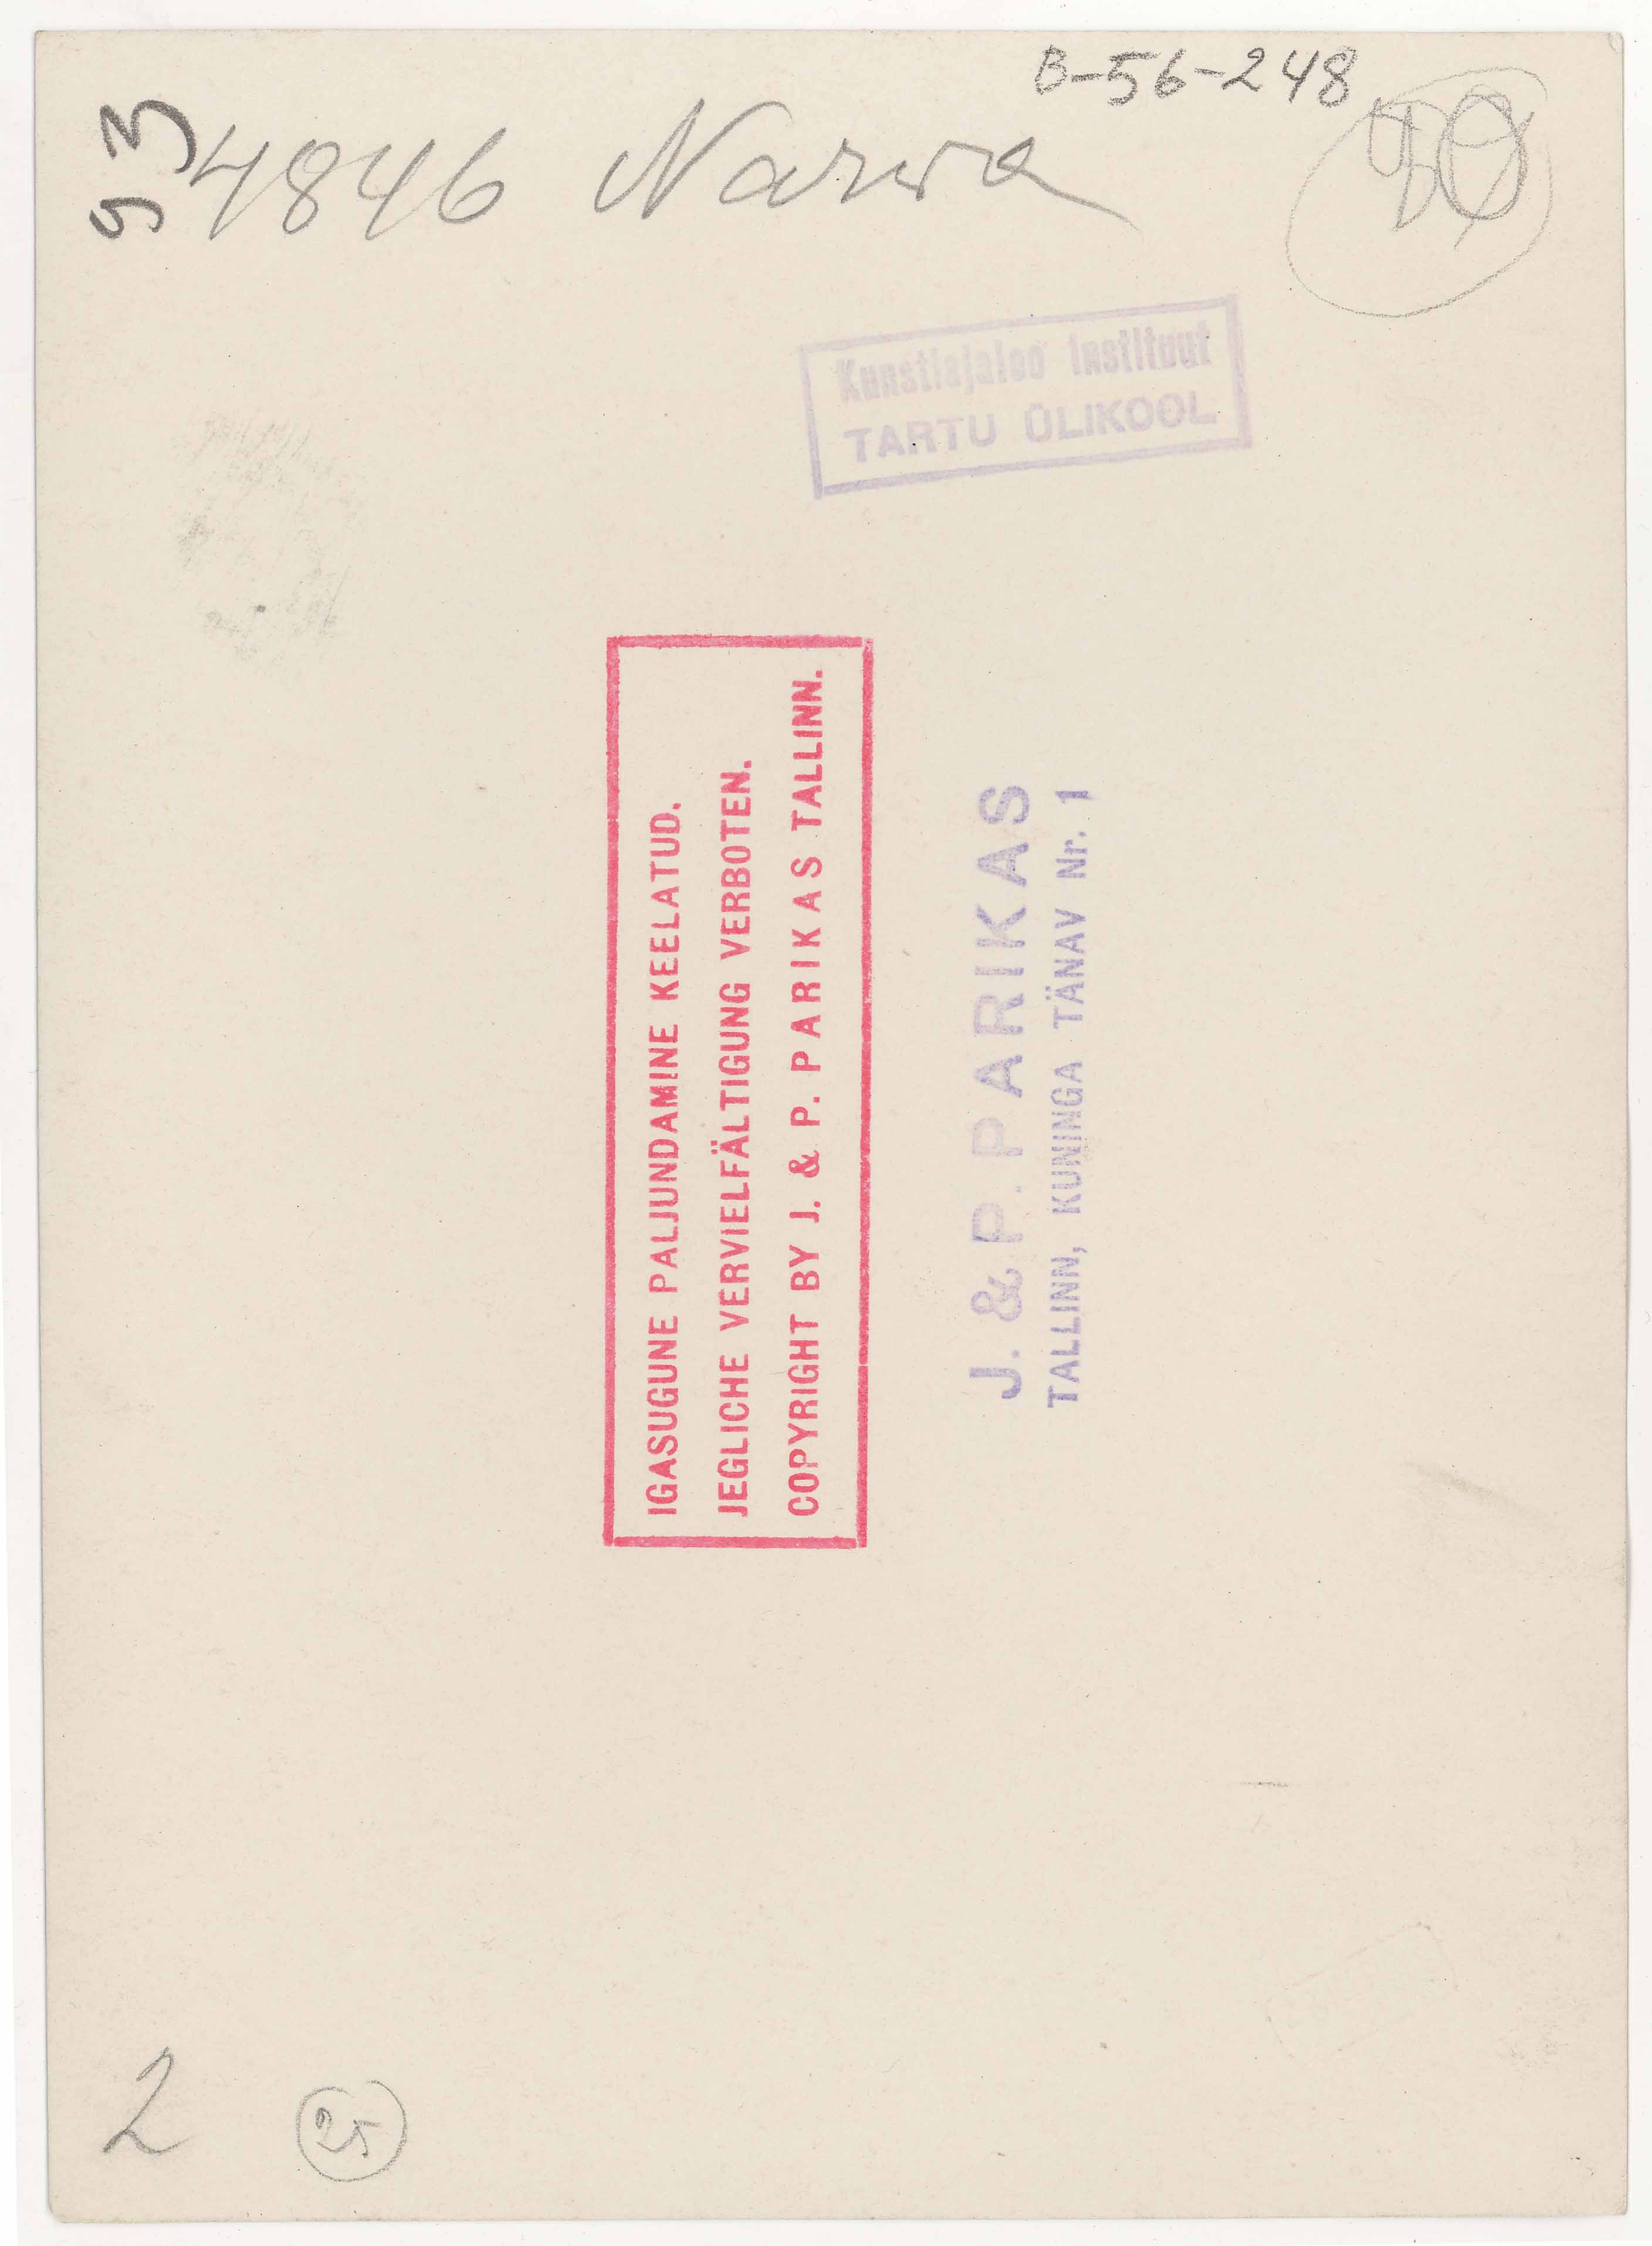 B-56-248
53
4846 Narva
Kunstiajaloo Instituut
TARTU ÜLIKOOL
IGASUGUNE PALJUNDAMINE KEELATUD.
JEGLICHE VERVIELFÄLTIGUNG VERBOTEN.
COPYRIGHT BY J. & P. PARIKAS TALLINN.
J. & P. PARIKAS
TALLINN, KUNINGA TÄNAV Nr. 1
2
25